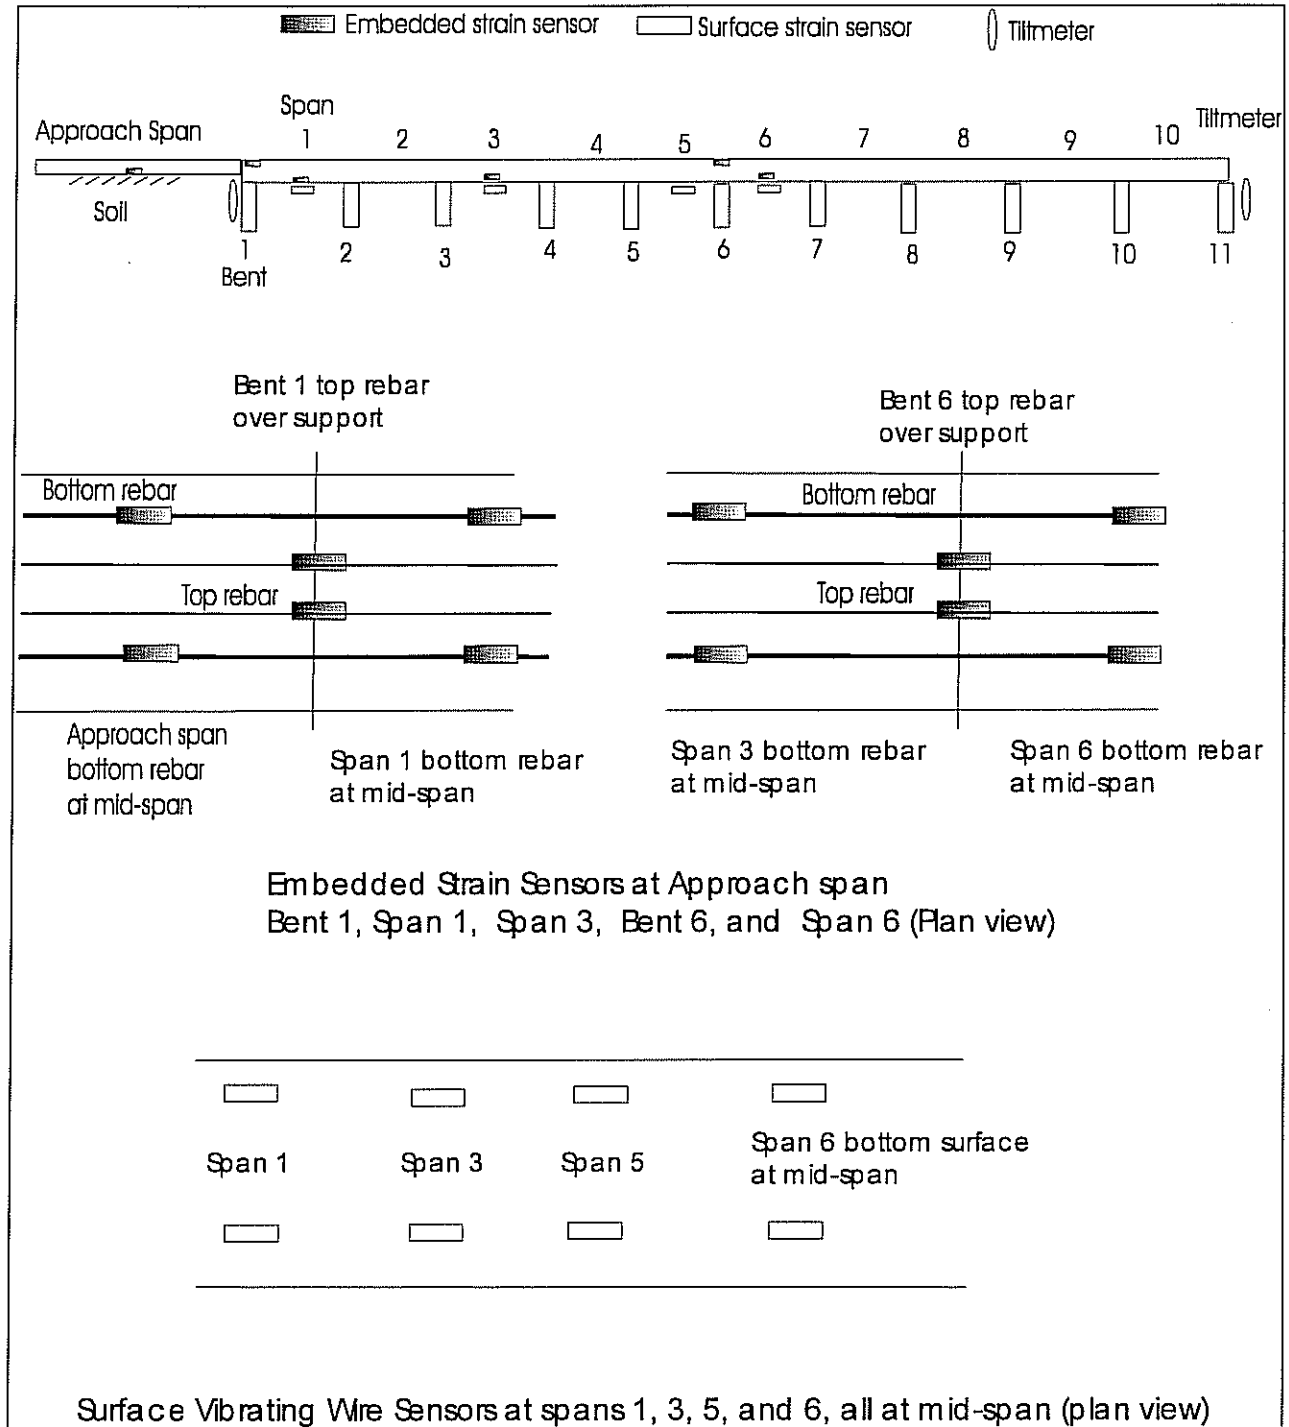 Embedded strain sensor Surface strain sensor Tiltmeter
Span
Approach Span 1 2 3 4 5 6 7 8 9 10 Tiltmeter
Soil
1 2 3 4 5 6 7 8 9 10 11
Bent
Bent 1 top rebar
over support
Bent 6 top rebar
over support
Bottom rebar
Top rebar
Bottom rebar
Top rebar
Approach span
bottom rebar
at mid-span
Span 1 bottom rebar
at mid-span
Span 3 bottom rebar
at mid-span
Span 6 bottom rebar
at mid-span
Embedded Strain Sensors at Approach span
Bent 1, Span 1, Span 3, Bent 6, and Span 6 (Plan view)
Span 1 Span 3 Span 5
Span 6 bottom surface
at mid-span
Surface Vibrating Wire Sensors at spans 1, 3, 5, and 6, all at mid-span (plan view)